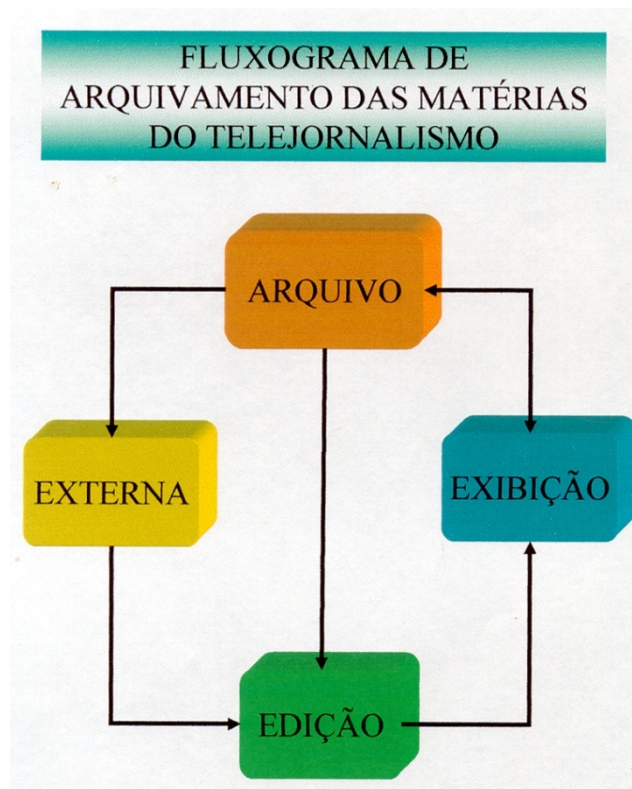 FLUXOGRAMA DE
ARQUIVAMENTO DAS MATÉRIAS
DO TELEJORNALISMO
ARQUIVO
EXTERNA
EXIBIÇÃO
EDIÇÃO